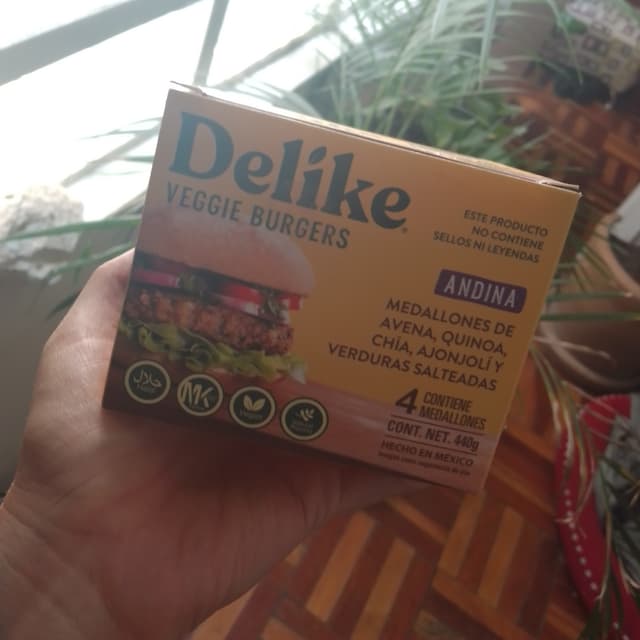 Delike
VEGGIE BURGERS
ESTE PRODUCTO
NO CONTIENE
SELLOS NI LEYENDAS
ANDINA
MEDALLONES DE
AVENA, QUINOA,
CHÍA, AJONJOLÍ Y
VERDURAS SALTEADAS
4 CONTIENE
MEDALLONES
CONT. NET. 440g
HECHO EN MÉXICO
حلال